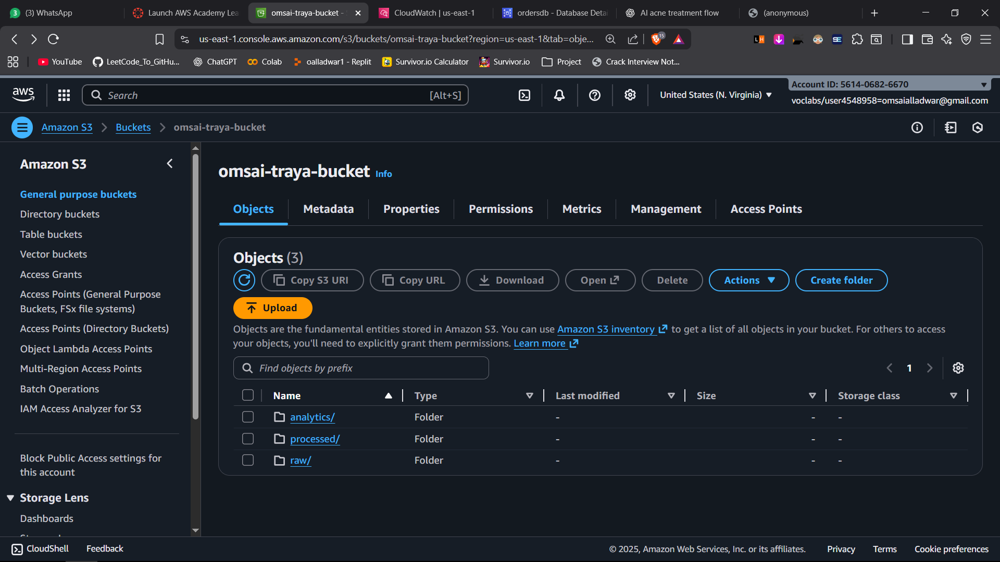 3
(3) WhatsApp
Launch AWS Academy Lea
omsai-traya-bucket -
CloudWatch | us-east-1
ordersdb - Database Detai
AI acne treatment flow
(anonymous)
us-east-1.console.aws.amazon.com/s3/buckets/omsai-traya-bucket?region=us-east-1&tab=obje...
15
LH
YouTube
LeetCode_To_GitHu...
ChatGPT
Colab
oalladwar1 - Replit
Survivor.io Calculator
Survivor.io
Project
Crack Interview Not...
aws
Search
[Alt+S]
United States (N. Virginia)
Account ID: 5614-0682-6670
voclabs/user4548958=omsaialladwar@gmail.com
Amazon S3
Buckets
omsai-traya-bucket
Amazon S3
General purpose buckets
Directory buckets
Table buckets
Vector buckets
Access Grants
Access Points (General Purpose
Buckets, FSx file systems)
Access Points (Directory Buckets)
Object Lambda Access Points
Multi-Region Access Points
Batch Operations
IAM Access Analyzer for S3
Block Public Access settings for
this account
Storage Lens
Dashboards
omsai-traya-bucket Info
Objects
Metadata
Properties
Permissions
Metrics
Management
Access Points
Objects (3)
Copy S3 URI
Copy URL
Download
Open
Delete
Actions
Create folder
Upload
Objects are the fundamental entities stored in Amazon S3. You can use Amazon S3 inventory to get a list of all objects in your bucket. For others to access
your objects, you'll need to explicitly grant them permissions. Learn more
Find objects by prefix
1
Name Type Last modified Size Storage class
analytics/ Folder - - -
processed/ Folder - - -
raw/ Folder - - -
CloudShell
Feedback
© 2025, Amazon Web Services, Inc. or its affiliates.
Privacy
Terms
Cookie preferences